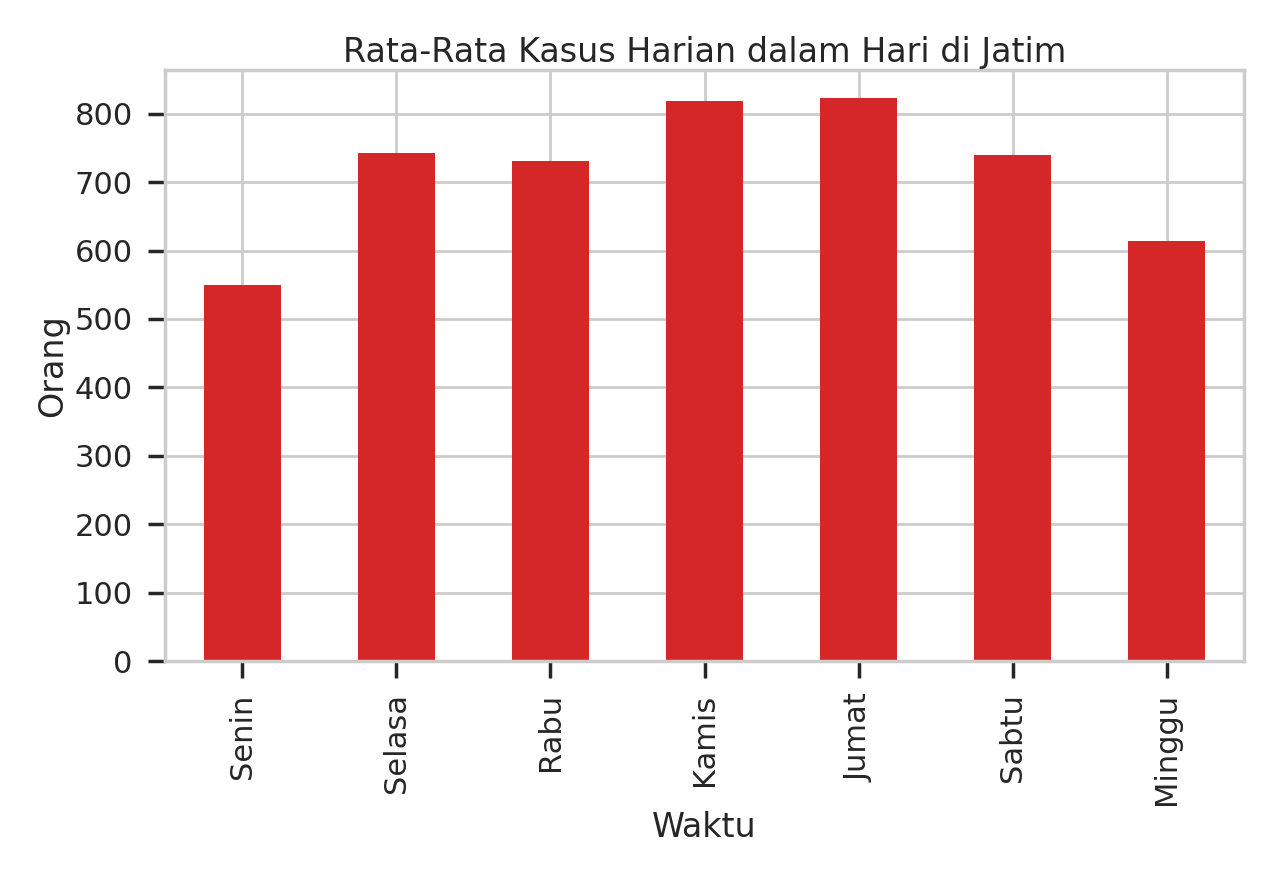 Rata-Rata Kasus Harian dalam Hari di Jatim
800
700
600
500
400
300
200
100
0
Orang
Senin
Selasa
Rabu
Kamis
Jumat
Sabtu
Minggu
Waktu